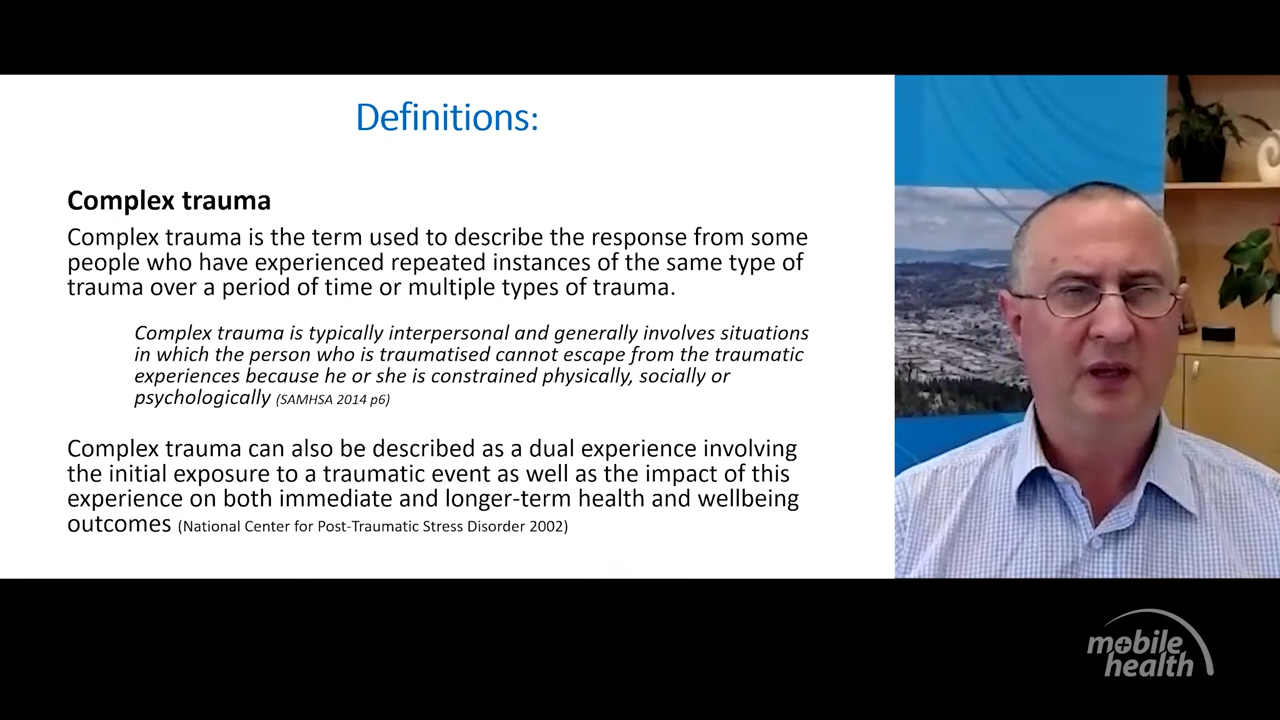 Definitions:
Complex trauma
Complex trauma is the term used to describe the response from some
people who have experienced repeated instances of the same type of
trauma over a period of time or multiple types of trauma.
Complex trauma is typically interpersonal and generally involves situations
in which the person who is traumatised cannot escape from the traumatic
experiences because he or she is constrained physically, socially or
psychologically (SAMHSA 2014 p6)
Complex trauma can also be described as a dual experience involving
the initial exposure to a traumatic event as well as the impact of this
experience on both immediate and longer-term health and wellbeing
outcomes (National Center for Post-Traumatic Stress Disorder 2002)
mobile
health